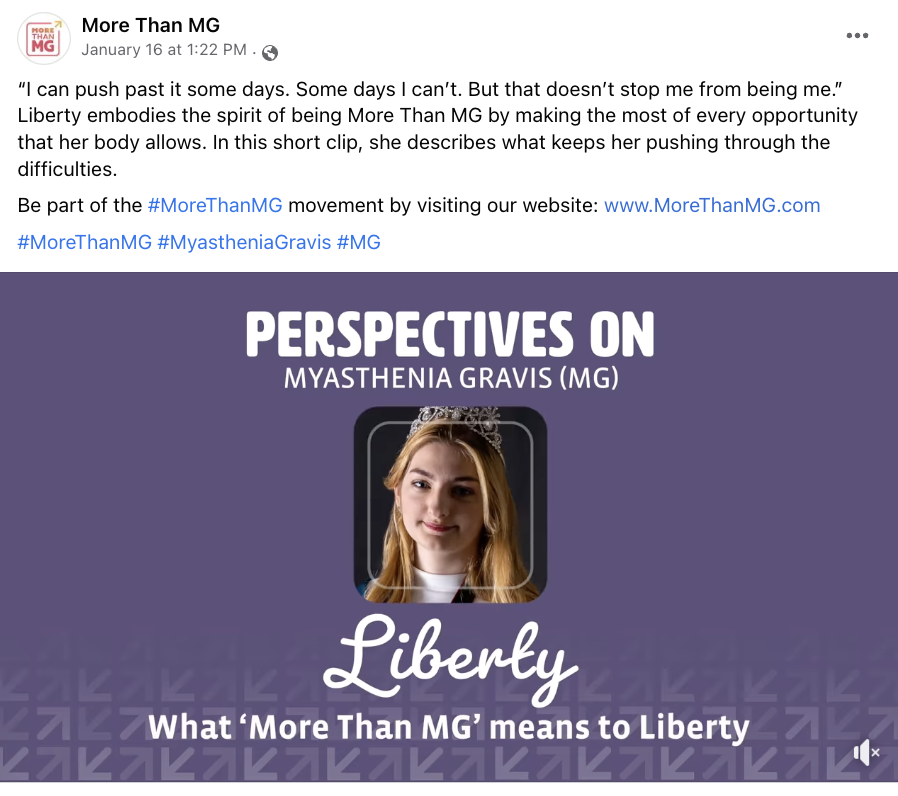 MORE
THAN
MG
More Than MG
January 16 at 1:22 PM ·
“I can push past it some days. Some days I can’t. But that doesn’t stop me from being me.”
Liberty embodies the spirit of being More Than MG by making the most of every opportunity
that her body allows. In this short clip, she describes what keeps her pushing through the
difficulties.
Be part of the #MoreThanMG movement by visiting our website: www.MoreThanMG.com
#MoreThanMG #MyastheniaGravis #MG
PERSPECTIVES ON
MYASTHENIA GRAVIS (MG)
Liberty
What ‘More Than MG’ means to Liberty